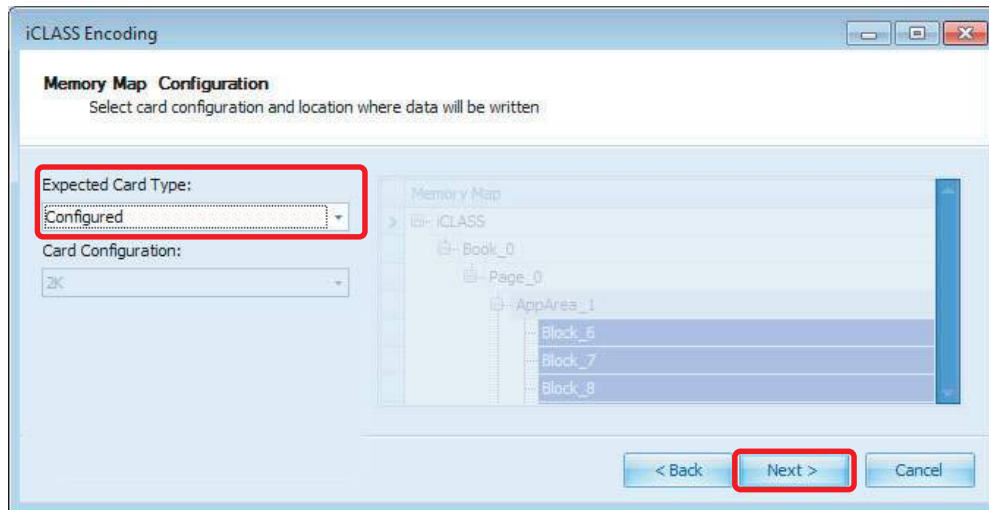 iCLASS Encoding
Memory Map Configuration
Select card configuration and location where data will be written
Expected Card Type:
Configured
Card Configuration:
2K
Memory Map
iCLASS
Book_0
Page_0
AppArea_1
Block_6
Block_7
Block_8
< Back
Next >
Cancel